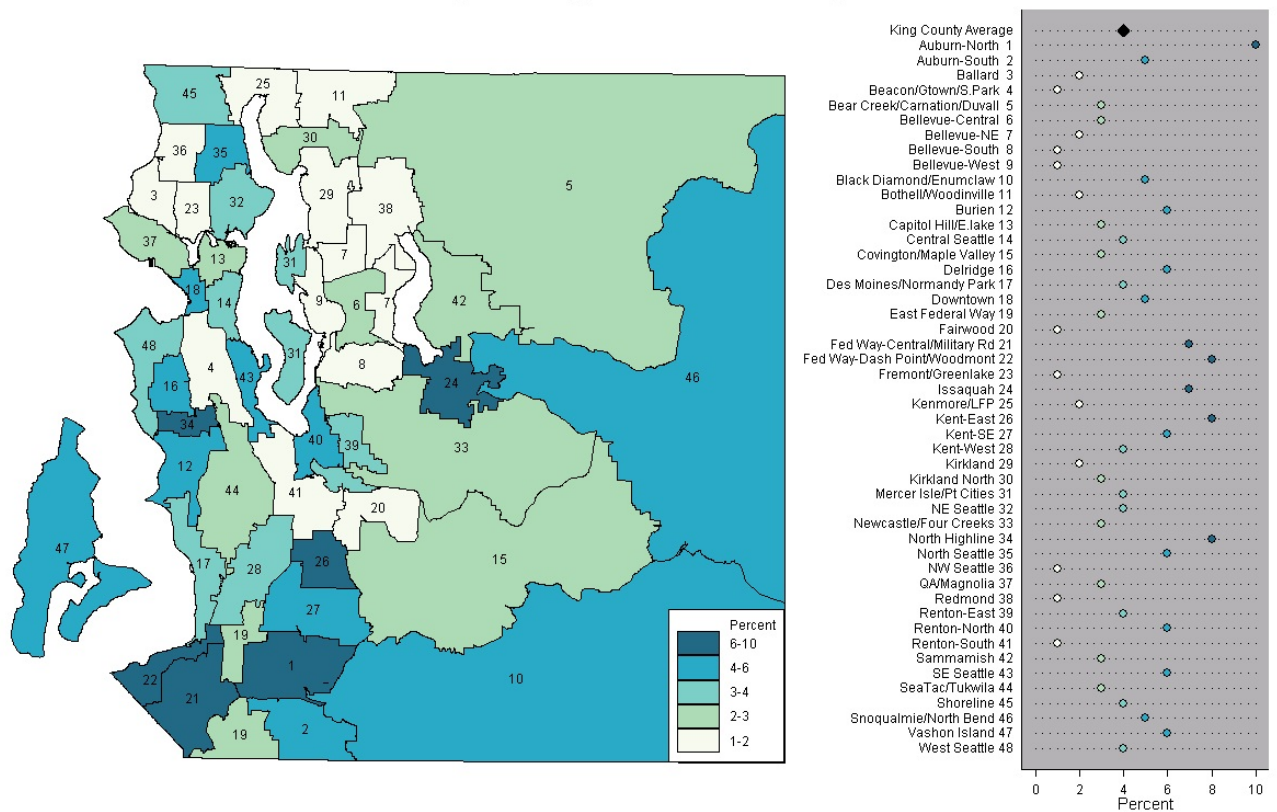 45
25
11
30
36
35
5
3
23
32
29
38
37
13
31
7
18
14
9
6
7
42
48
16
4
43
31
8
24
46
34
40
39
33
12
44
41
20
47
17
28
26
15
27
19
1
22
21
10
19
2
Percent
6-10
4-6
3-4
2-3
1-2
King County Average
Auburn-North 1
Auburn-South 2
Ballard 3
Beacon/Gtown/S.Park 4
Bear Creek/Carnation/Duvall 5
Bellevue-Central 6
Bellevue-NE 7
Bellevue-South 8
Bellevue-West 9
Black Diamond/Enumclaw 10
Bothell/Woodinville 11
Burien 12
Capitol Hill/E.lake 13
Central Seattle 14
Covington/Maple Valley 15
Delridge 16
Des Moines/Normandy Park 17
Downtown 18
East Federal Way 19
Fairwood 20
Fed Way-Central/Military Rd 21
Fed Way-Dash Point/Woodmont 22
Fremont/Greenlake 23
Issaquah 24
Kenmore/LFP 25
Kent-East 26
Kent-SE 27
Kent-West 28
Kirkland 29
Kirkland North 30
Mercer Isle/Pt Cities 31
NE Seattle 32
Newcastle/Four Creeks 33
North Highline 34
North Seattle 35
NW Seattle 36
QA/Magnolia 37
Redmond 38
Renton-East 39
Renton-North 40
Renton-South 41
Sammamish 42
SE Seattle 43
SeaTac/Tukwila 44
Shoreline 45
Snoqualmie/North Bend 46
Vashon Island 47
West Seattle 48
0 2 4 6 8 10
Percent